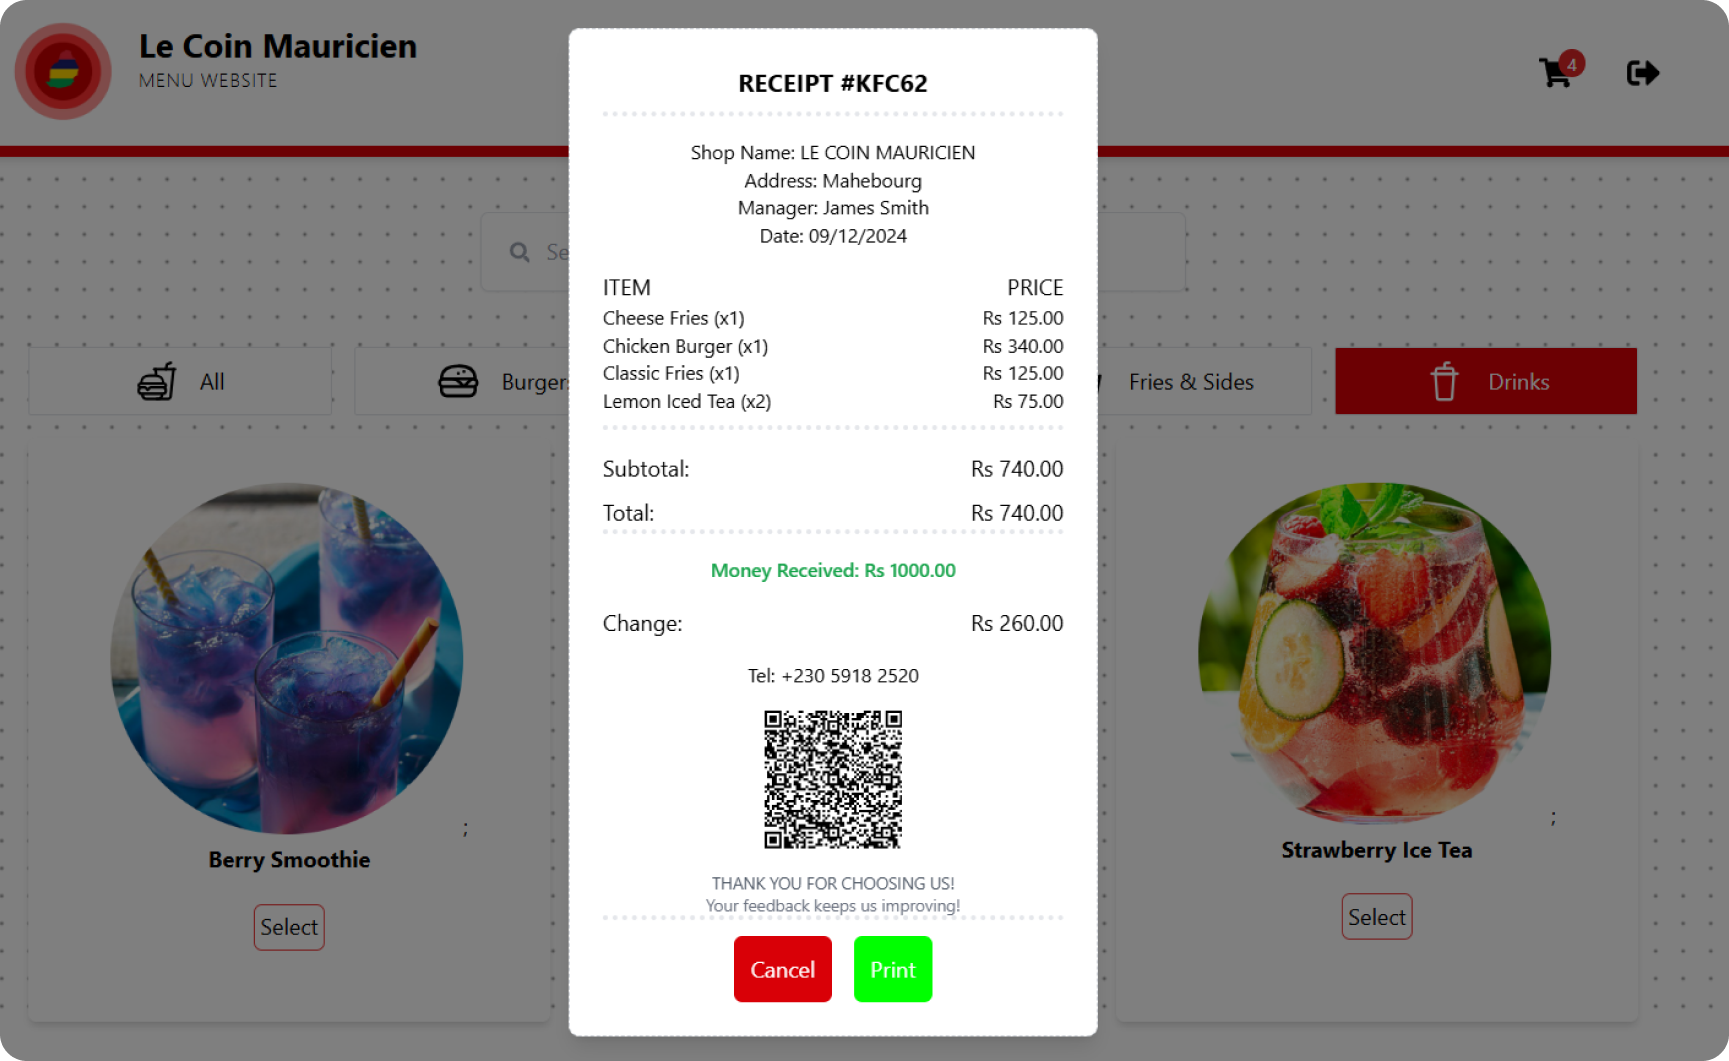 Le Coin Mauricien
MENU WEBSITE
4
Se
All
Burgers
Fries & Sides
Drinks
;
Berry Smoothie
Select
;
Strawberry Ice Tea
Select
RECEIPT #KFC62
Shop Name: LE COIN MAURICIEN
Address: Mahebourg
Manager: James Smith
Date: 09/12/2024
ITEM PRICE
Cheese Fries (x1) Rs 125.00
Chicken Burger (x1) Rs 340.00
Classic Fries (x1) Rs 125.00
Lemon Iced Tea (x2) Rs 75.00
Subtotal: Rs 740.00
Total: Rs 740.00
Money Received: Rs 1000.00
Change: Rs 260.00
Tel: +230 5918 2520
THANK YOU FOR CHOOSING US!
Your feedback keeps us improving!
Cancel
Print